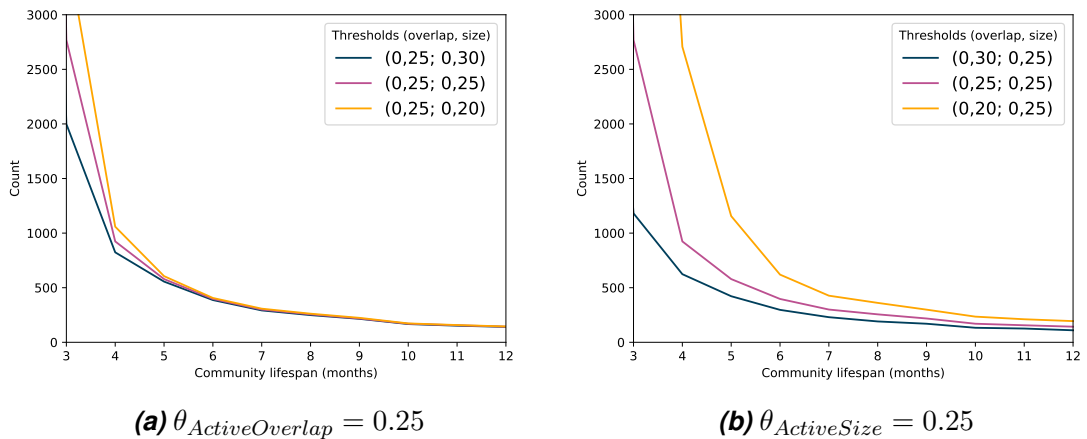 3000
2500
2000
1500
1000
500
0
Count
3 4 5 6 7 8 9 10 11 12
Community lifespan (months)
Thresholds (overlap, size)
(0,25; 0,30)
(0,25; 0,25)
(0,25; 0,20)
(a) θActiveOverlap = 0.25
3000
2500
2000
1500
1000
500
0
Count
3 4 5 6 7 8 9 10 11 12
Community lifespan (months)
Thresholds (overlap, size)
(0,30; 0,25)
(0,25; 0,25)
(0,20; 0,25)
(b) θActiveSize = 0.25